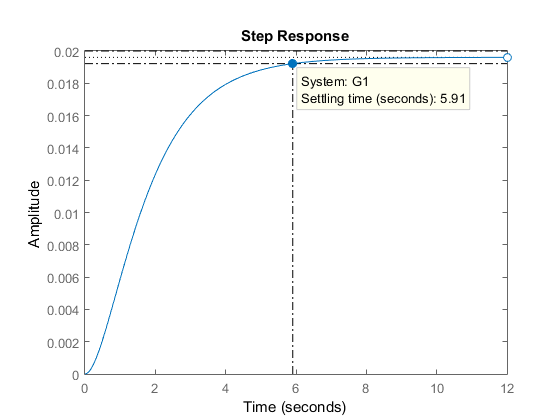 Step Response
0.02
0.018
0.016
0.014
0.012
0.01
0.008
0.006
0.004
0.002
0
Amplitude
System: G1
Settling time (seconds): 5.91
0 2 4 6 8 10 12
Time (seconds)